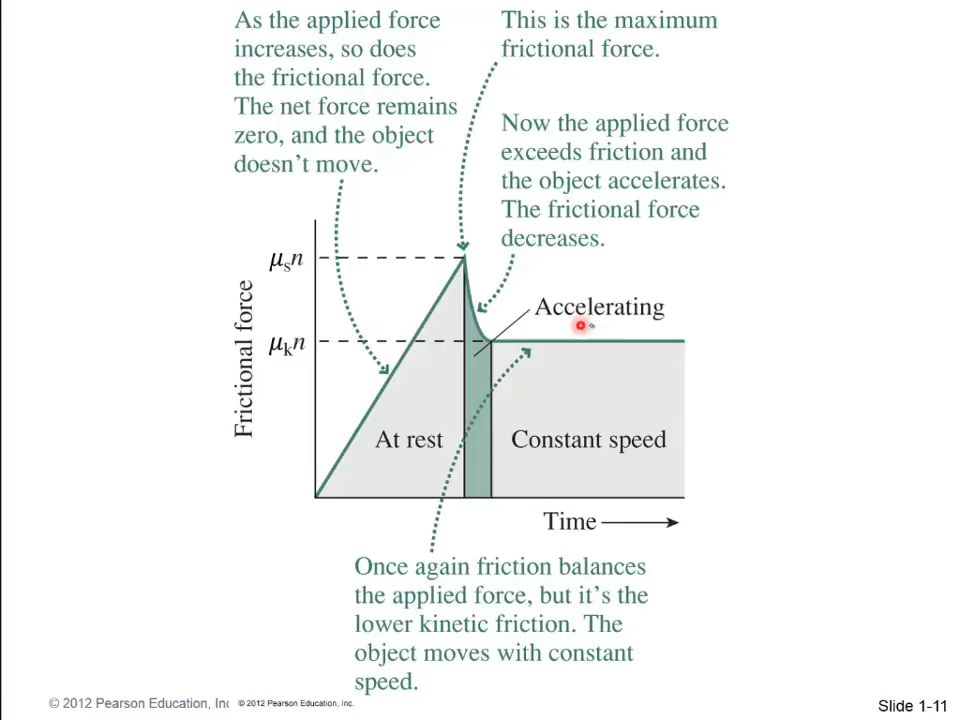 As the applied force
increases, so does
the frictional force.
The net force remains
zero, and the object
doesn't move.
This is the maximum
frictional force.
Now the applied force
exceeds friction and
the object accelerates.
The frictional force
decreases.
Frictional force
μsn
μkn
Accelerating
At rest
Constant speed
Time
Once again friction balances
the applied force, but it's the
lower kinetic friction. The
object moves with constant
speed.
© 2012 Pearson Education, Inc
© 2012 Pearson Education, Inc.
Slide 1-11